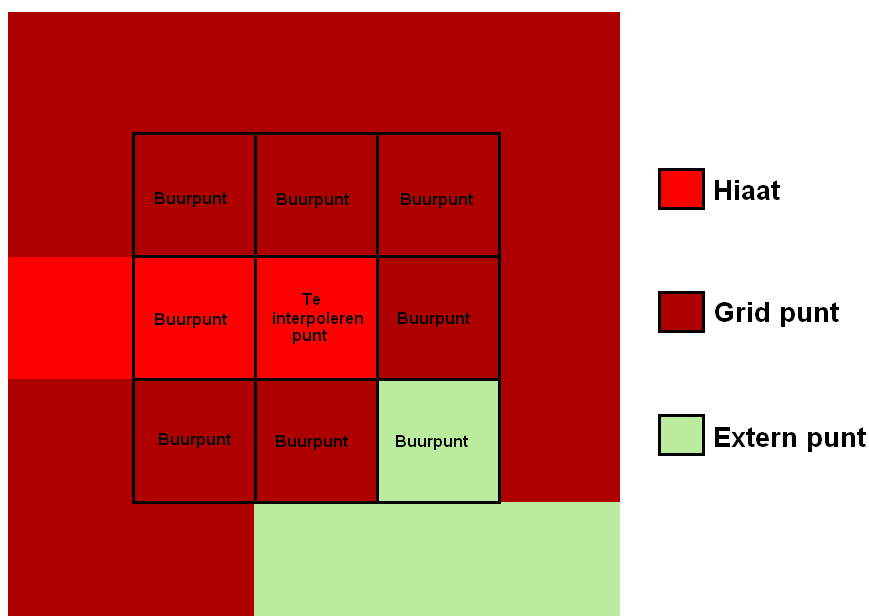 Buurpunt Buurpunt Buurpunt
Hiaat
Buurpunt
Te
interpoleren
punt
Buurpunt
Grid punt
Buurpunt Buurpunt Buurpunt
Extern punt